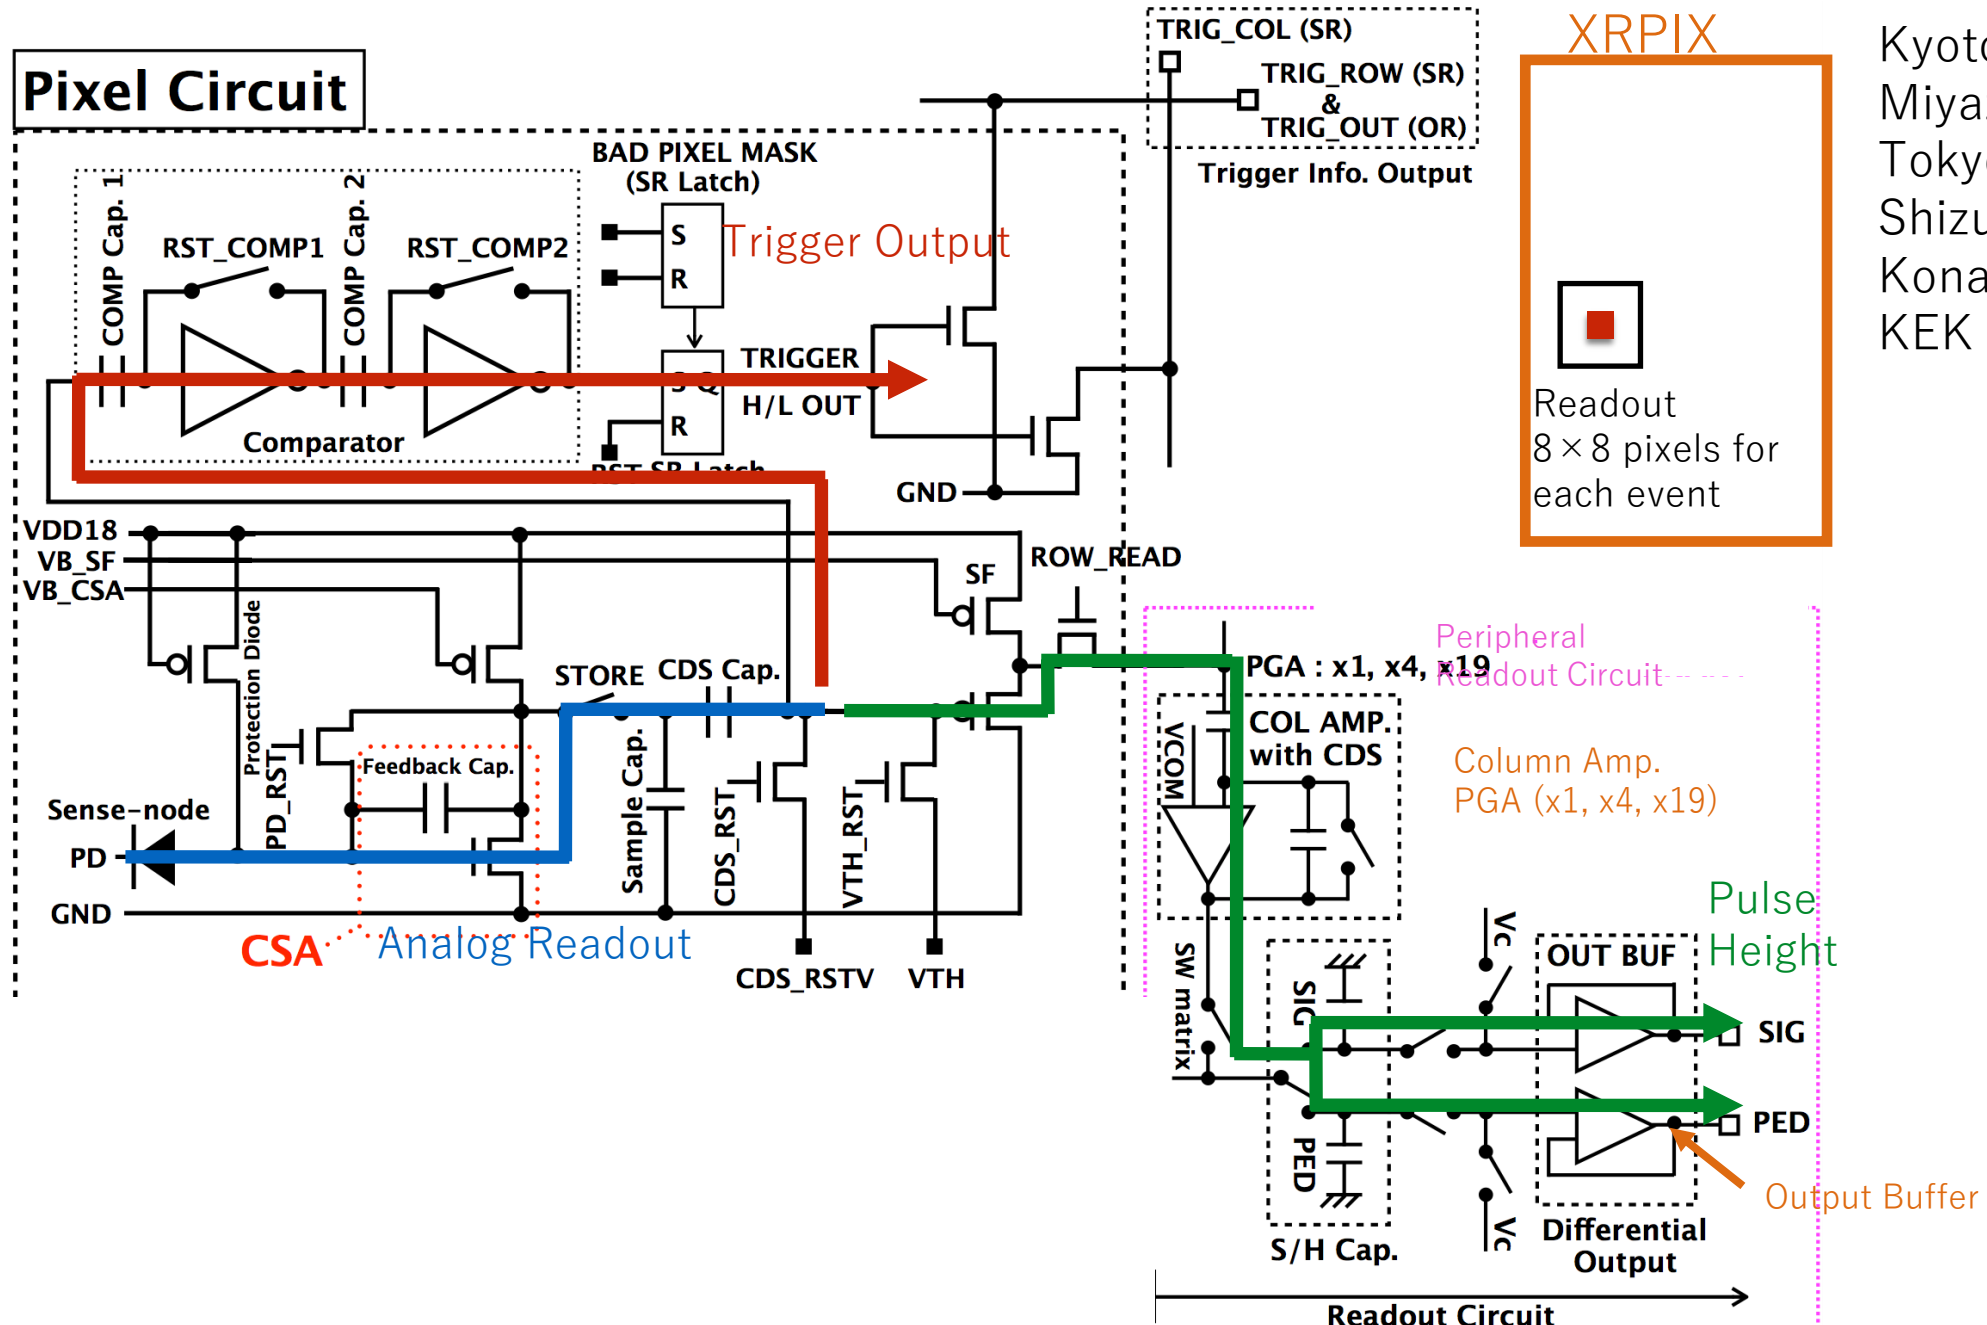 Pixel Circuit
TRIG_COL (SR)
TRIG_ROW (SR)
&
TRIG_OUT (OR)
Trigger Info. Output
XRPIX
Readout
8×8 pixels for
each event
KEK
BAD PIXEL MASK
(SR Latch)
S
R
Trigger Output
COMP Cap. 1
RST_COMP1
COMP Cap. 2
RST_COMP2
Comparator
S Q
R
TRIGGER
H/L OUT
RST SR Latch
GND
VDD18
VB_SF
VB_CSA
Protection Diode
PD_RST
Feedback Cap.
Sense-node
PD
GND
CSA
Analog Readout
STORE
CDS Cap.
Sample Cap.
CDS_RST
VTH_RST
CDS_RSTV
VTH
SF
ROW_READ
Peripheral
Readout Circuit
PGA : x1, x4, x19
VCOM
COL AMP.
with CDS
Column Amp.
PGA (x1, x4, x19)
SW matrix
SIG
PED
S/H Cap.
Vc
Vc
OUT BUF
Pulse
Height
SIG
PED
Output Buffer
Differential
Output
Readout Circuit